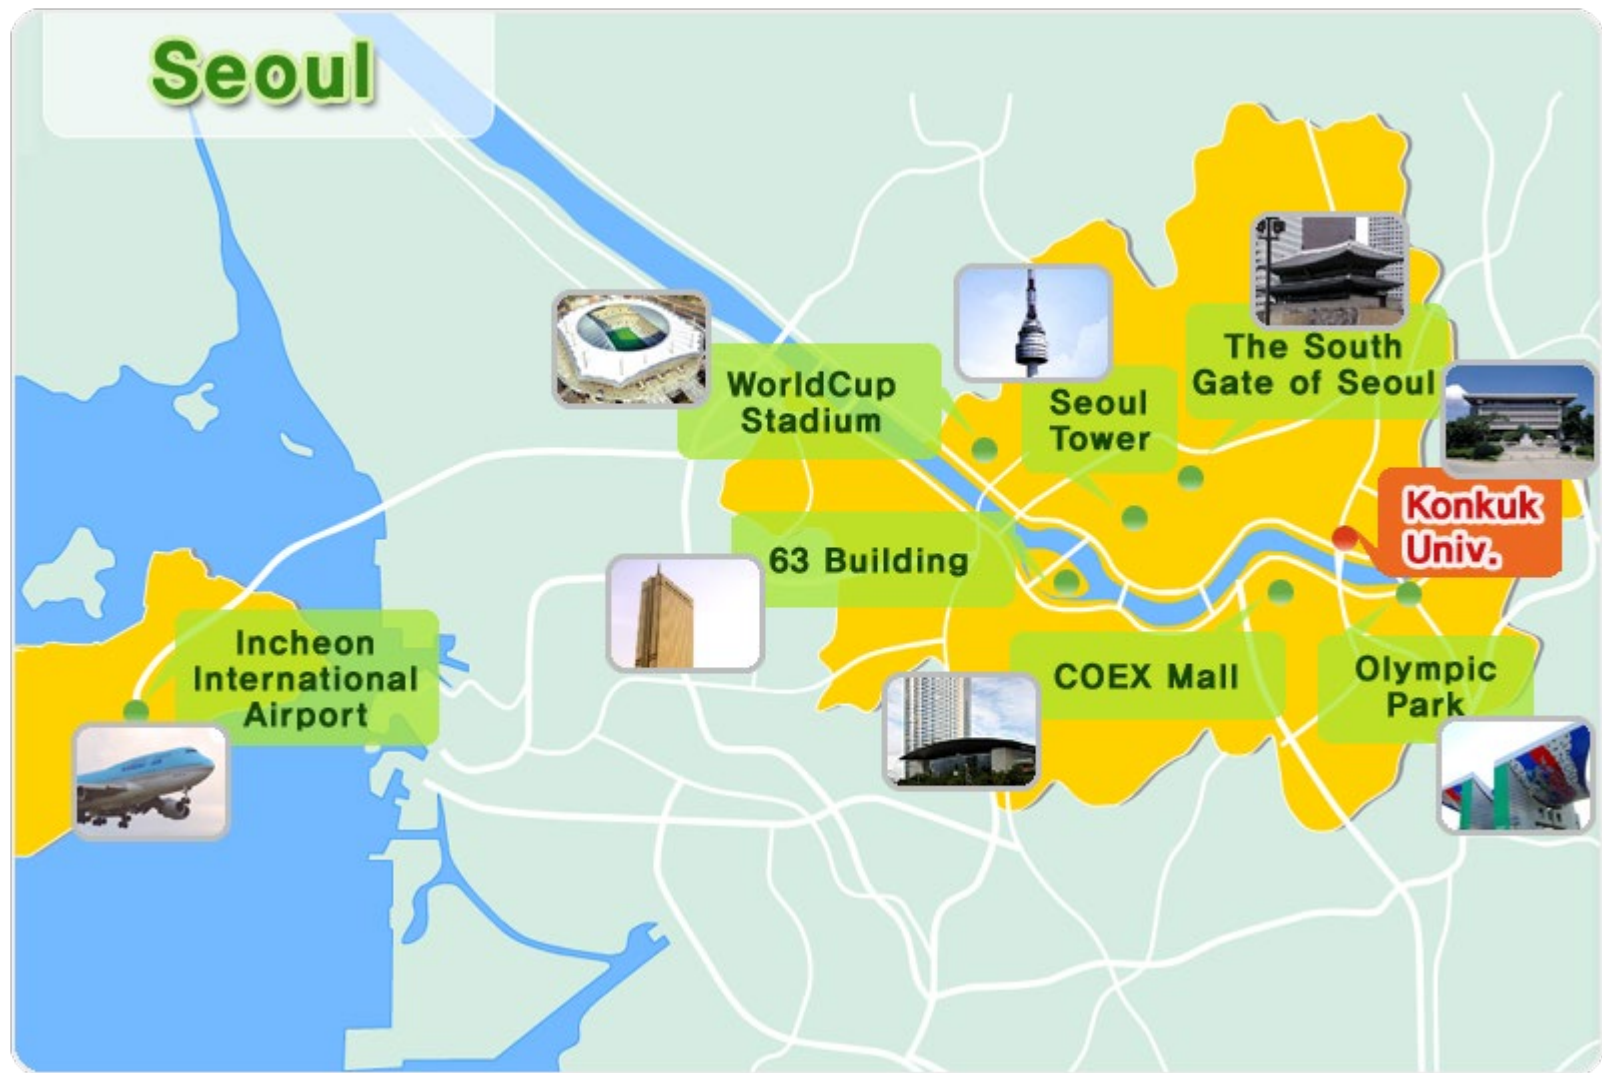 Seoul
WorldCup
Stadium
Seoul
Tower
The South
Gate of Seoul
Konkuk
Univ.
63 Building
Incheon
International
Airport
COEX Mall
Olympic
Park